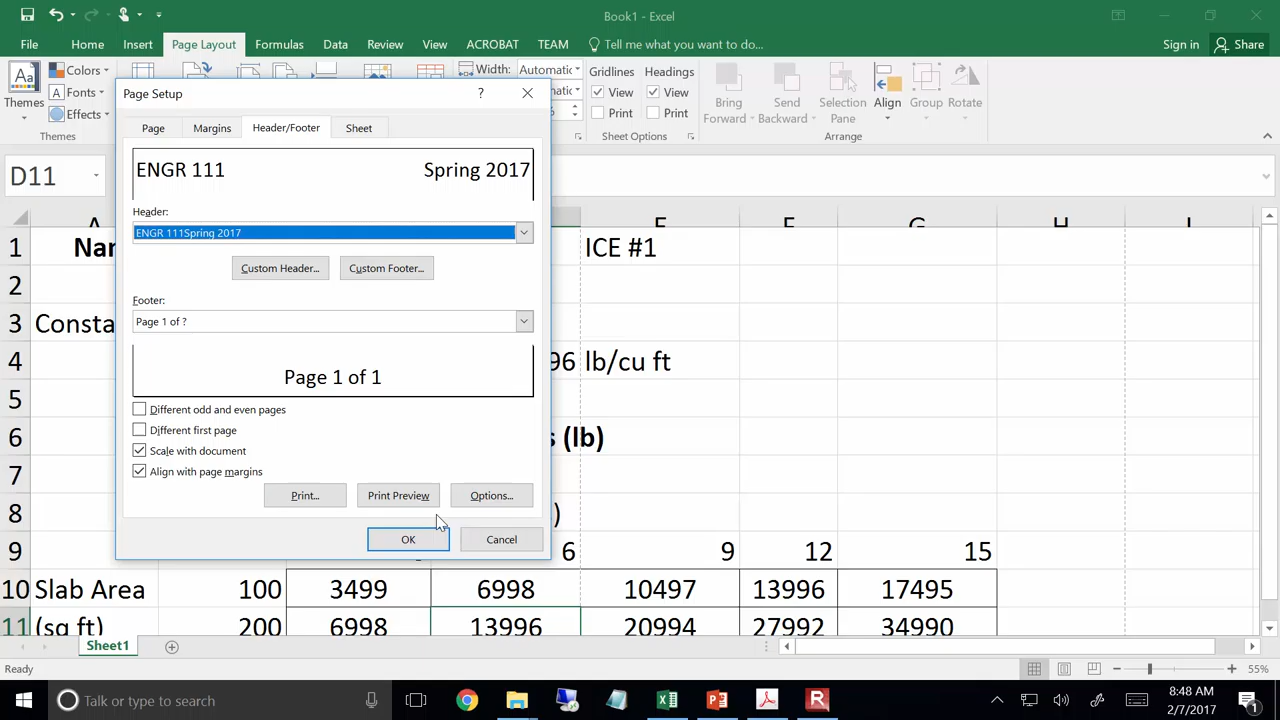 Book1 - Excel
File Home Insert Page Layout Formulas Data Review View ACROBAT TEAM Tell me what you want to do... Sign in Share
Aa
Themes
Colors
Fonts
Effects
Themes
Width: Automatic
Gridlines
View
Print
Headings
View
Print
Sheet Options
Bring Forward
Send Backward
Selection Pane
Align
Group
Rotate
Arrange
Page Setup ?
Page Margins Header/Footer Sheet
ENGR 111 Spring 2017
Header:
ENGR 111Spring 2017
Custom Header... Custom Footer...
Footer:
Page 1 of ?
Page 1 of 1
Different odd and even pages
Different first page
Scale with document
Align with page margins
Print... Print Preview Options...
OK Cancel
D11
1 ICE #1
2
3
4 96 lb/cu ft
5
6 (lb)
7
8 )
9 6 9 12 15
10 Slab Area 100 3499 6998 10497 13996 17495
11 (sq ft) 200 6998 13996 20994 27992 34990
Sheet1
Ready 55%
Talk or type to search
8:48 AM
2/7/2017
1